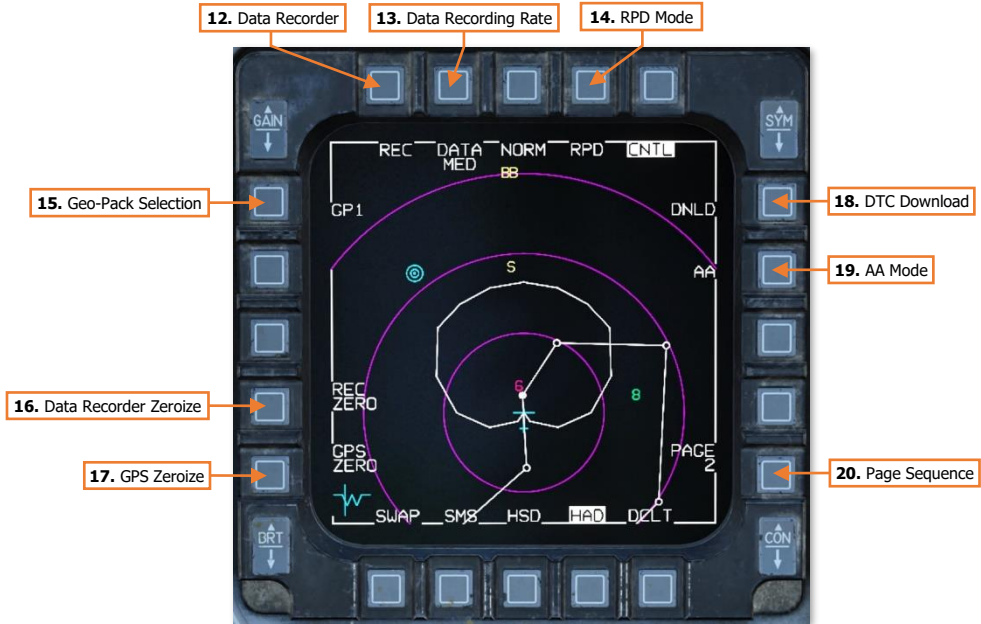 12. Data Recorder
13. Data Recording Rate
14. RPD Mode
GAIN
SYM
REC DATA NORM RPD CNTL
MED
BB
15. Geo-Pack Selection
GP1
DNLD
18. DTC Download
S
AA
19. AA Mode
6
8
REC
ZERO
16. Data Recorder Zeroize
GPS
ZERO
17. GPS Zeroize
PAGE
2
20. Page Sequence
SWAP SMS HSD HAD DCLT
BRT
CON